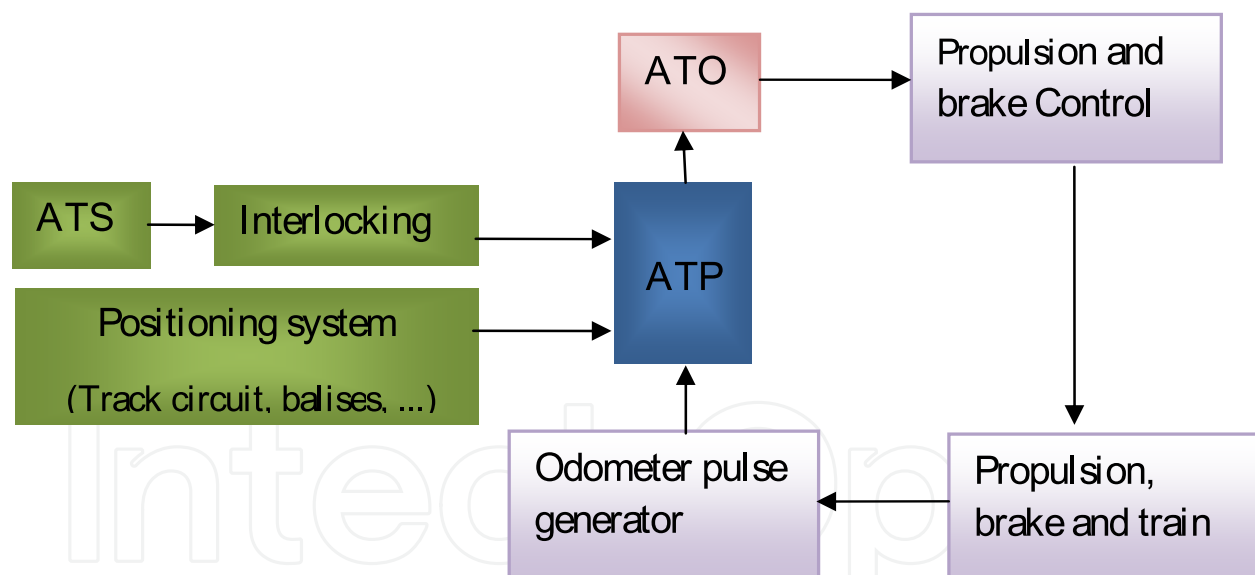 ATO
Propulsion and
brake Control
ATS
Interlocking
ATP
Positioning system
(Track circuit, balises, ...)
Odometer pulse
generator
Propulsion,
brake and train